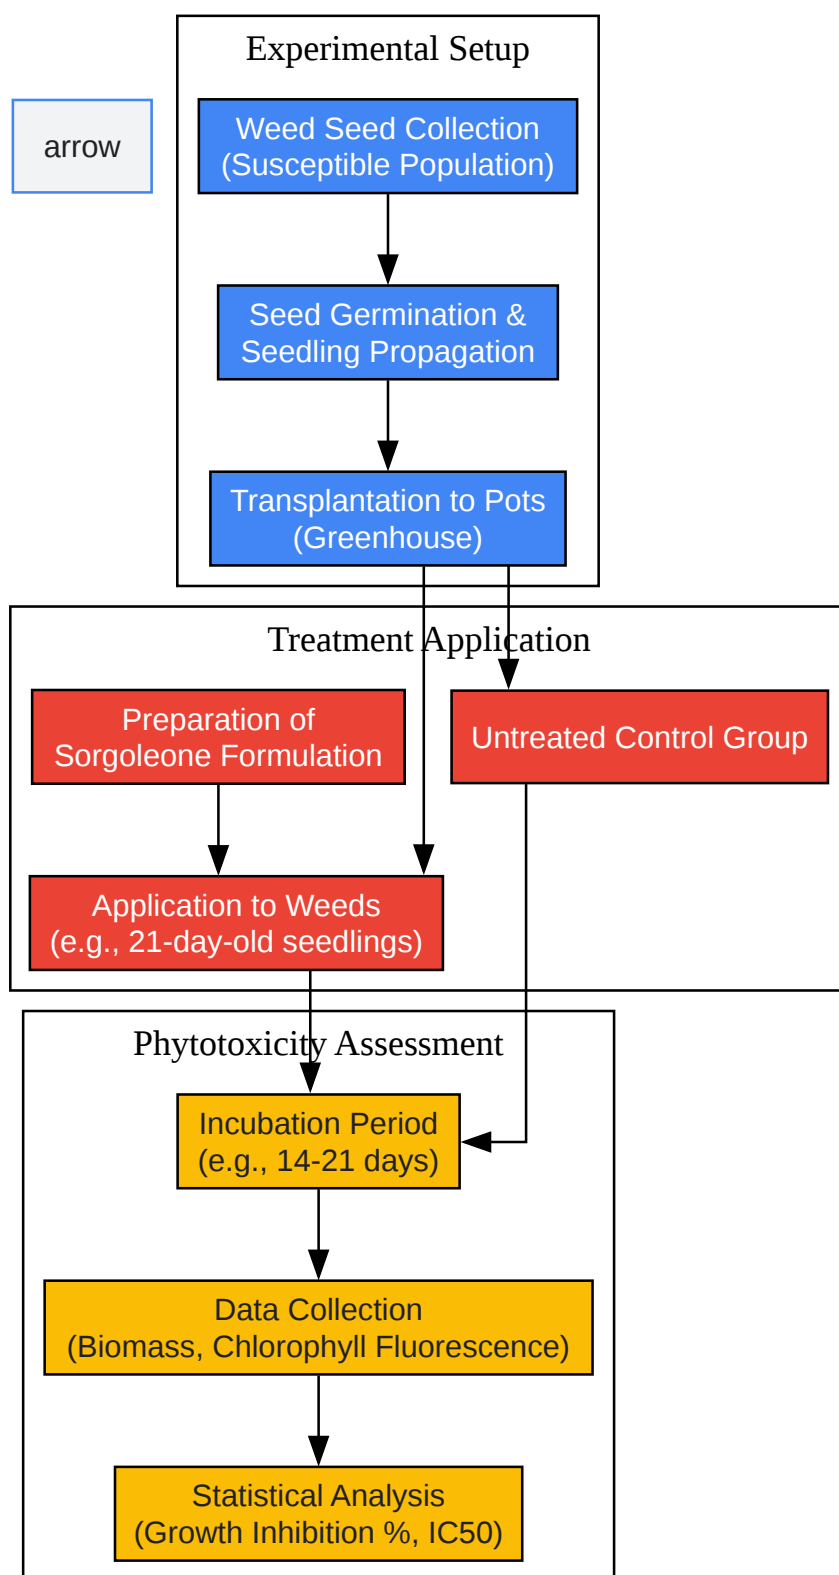 Experimental Setup
arrow
Weed Seed Collection
(Susceptible Population)
Seed Germination &
Seedling Propagation
Transplantation to Pots
(Greenhouse)
Treatment Application
Preparation of
Sorgoleone Formulation
Untreated Control Group
Application to Weeds
(e.g., 21-day-old seedlings)
Phytotoxicity Assessment
Incubation Period
(e.g., 14-21 days)
Data Collection
(Biomass, Chlorophyll Fluorescence)
Statistical Analysis
(Growth Inhibition %, IC50)